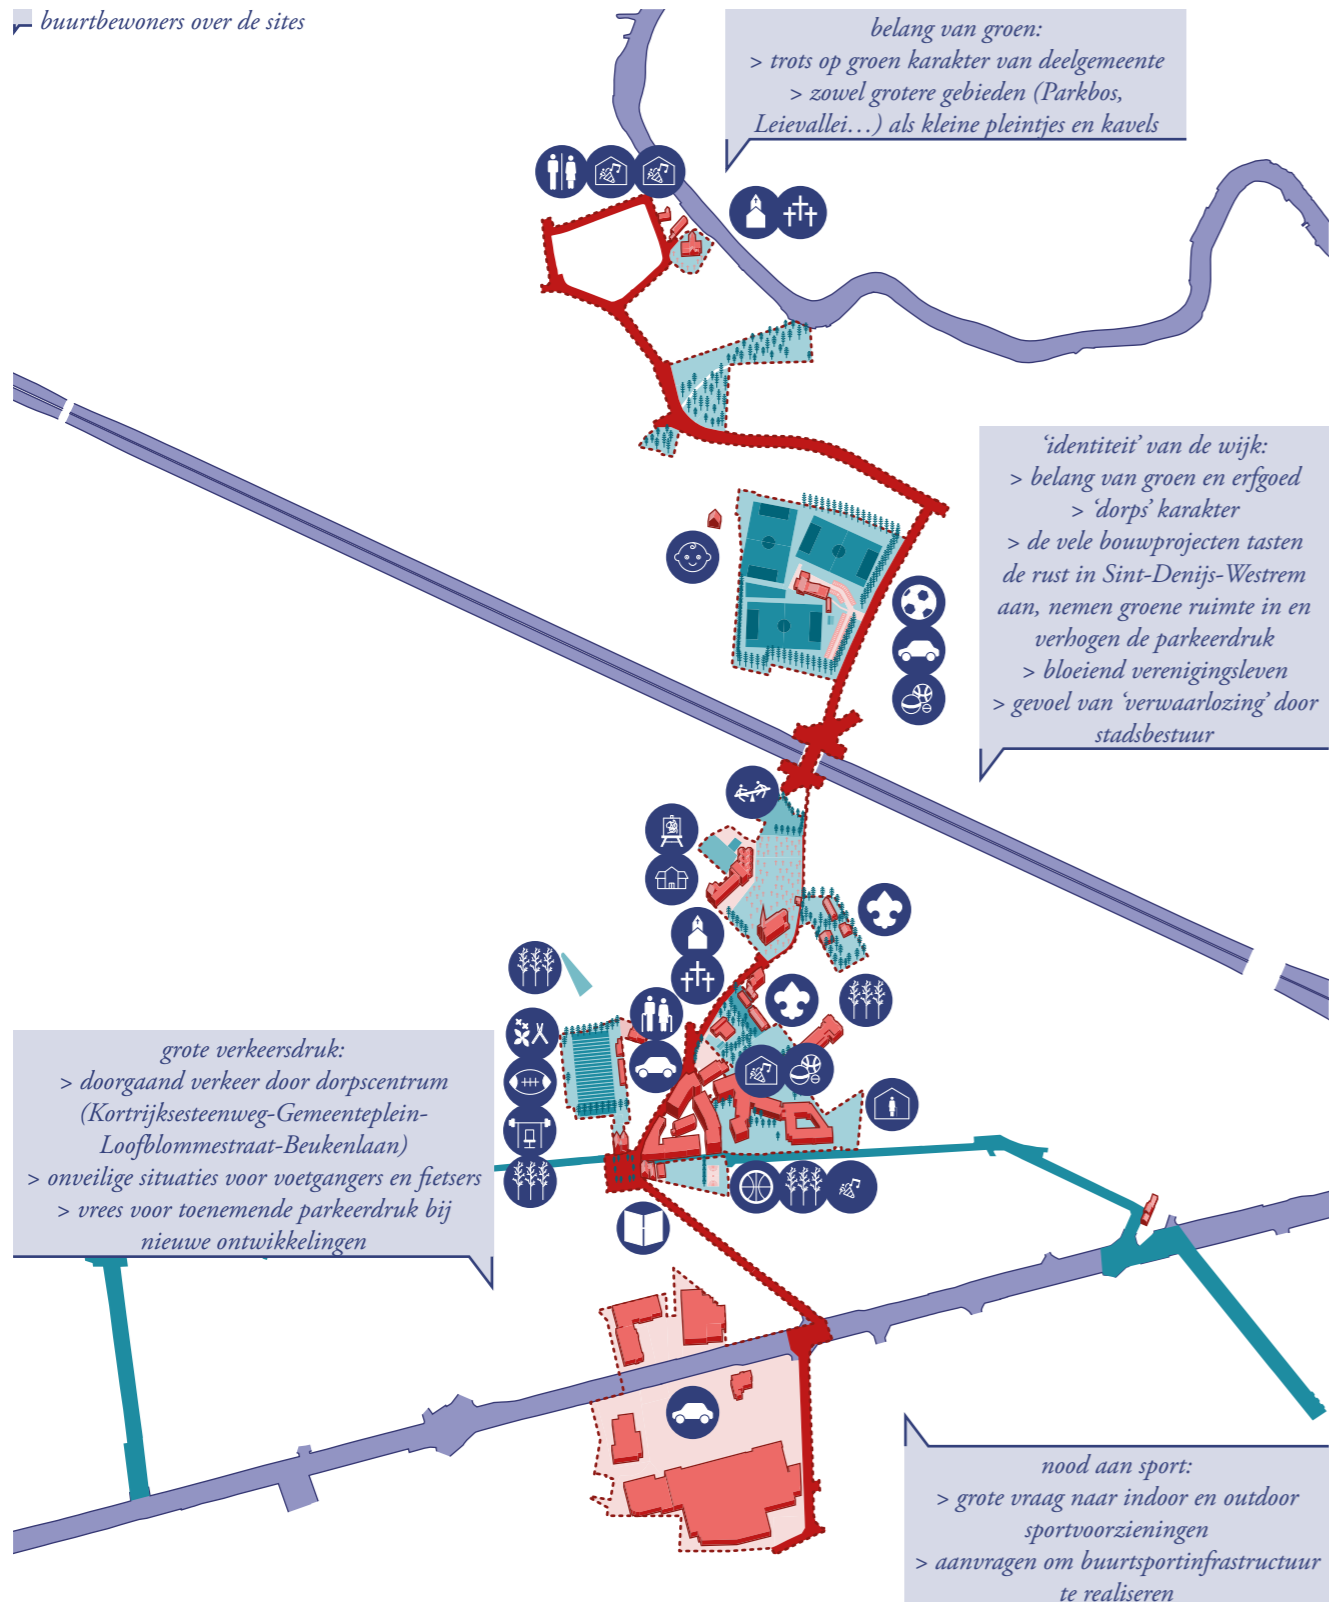 buurtbewoners over de sites
belang van groen:
> trots op groen karakter van deelgemeente
> zowel grotere gebieden (Parkbos,
Leievallei…) als kleine pleintjes en kavels
‘identiteit’ van de wijk:
> belang van groen en erfgoed
> ‘dorps’ karakter
> de vele bouwprojecten tasten
de rust in Sint-Denijs-Westrem
aan, nemen groene ruimte in en
verhogen de parkeerdruk
> bloeiend verenigingsleven
> gevoel van ‘verwaarlozing’ door
stadsbestuur
grote verkeersdruk:
> doorgaand verkeer door dorpscentrum
(Kortrijksesteenweg-Gemeenteplein-
Loofblommestraat-Beukenlaan)
> onveilige situaties voor voetgangers en fietsers
> vrees voor toenemende parkeerdruk bij
nieuwe ontwikkelingen
nood aan sport:
> grote vraag naar indoor en outdoor
sportvoorzieningen
> aanvragen om buurtsportinfrastructuur
te realiseren